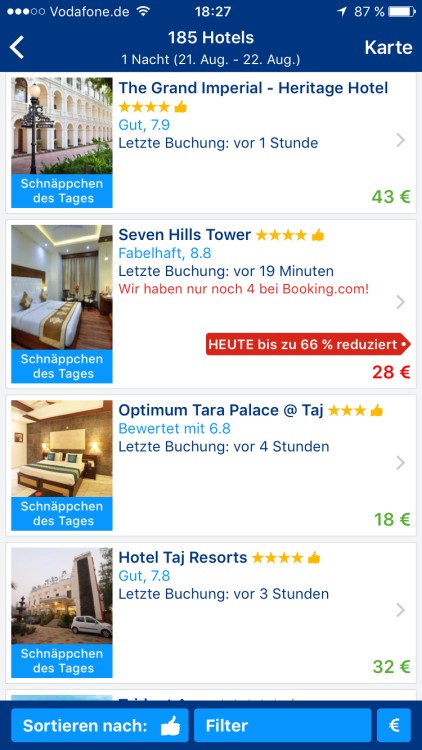 Vodafone.de 18:27 87 %
185 Hotels
1 Nacht (21. Aug. - 22. Aug.)
Karte
The Grand Imperial - Heritage Hotel
Gut, 7.9
Letzte Buchung: vor 1 Stunde
Schnäppchen
des Tages
43 €
Seven Hills Tower
Fabelhaft, 8.8
Letzte Buchung: vor 19 Minuten
Wir haben nur noch 4 bei Booking.com!
HEUTE bis zu 66 % reduziert
Schnäppchen
des Tages
28 €
Optimum Tara Palace @ Taj
Bewertet mit 6.8
Letzte Buchung: vor 4 Stunden
Schnäppchen
des Tages
18 €
Hotel Taj Resorts
Gut, 7.8
Letzte Buchung: vor 3 Stunden
Schnäppchen
des Tages
32 €
Sortieren nach:
Filter
€